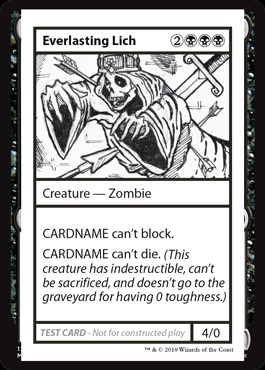 Everlasting Lich 2
Creature — Zombie
CARDNAME can't block.
CARDNAME can't die. (This
creature has indestructible, can't
be sacrificed, and doesn't go to the
graveyard for having 0 toughness.)
TEST CARD - Not for constructed play 4/0
™ & © 2019 Wizards of the Coast